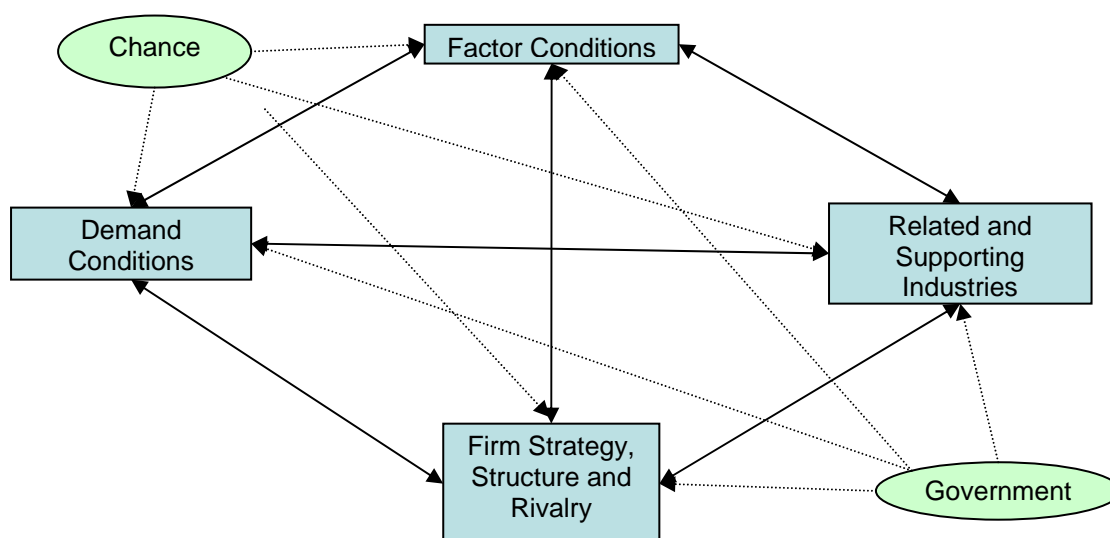 Chance
Factor Conditions
Demand
Conditions
Related and
Supporting
Industries
Firm Strategy,
Structure and
Rivalry
Government